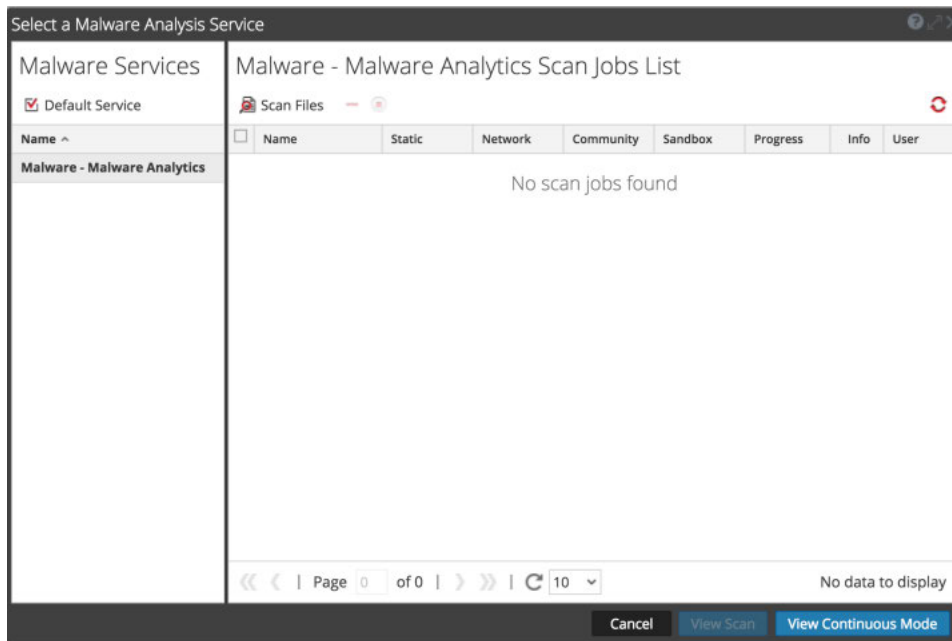 Select a Malware Analysis Service
Malware Services
Default Service
Name
Malware - Malware Analytics
Malware - Malware Analytics Scan Jobs List
Scan Files
Name Static Network Community Sandbox Progress Info User
No scan jobs found
Page 0 of 0 | 10 No data to display
Cancel View Scan View Continuous Mode